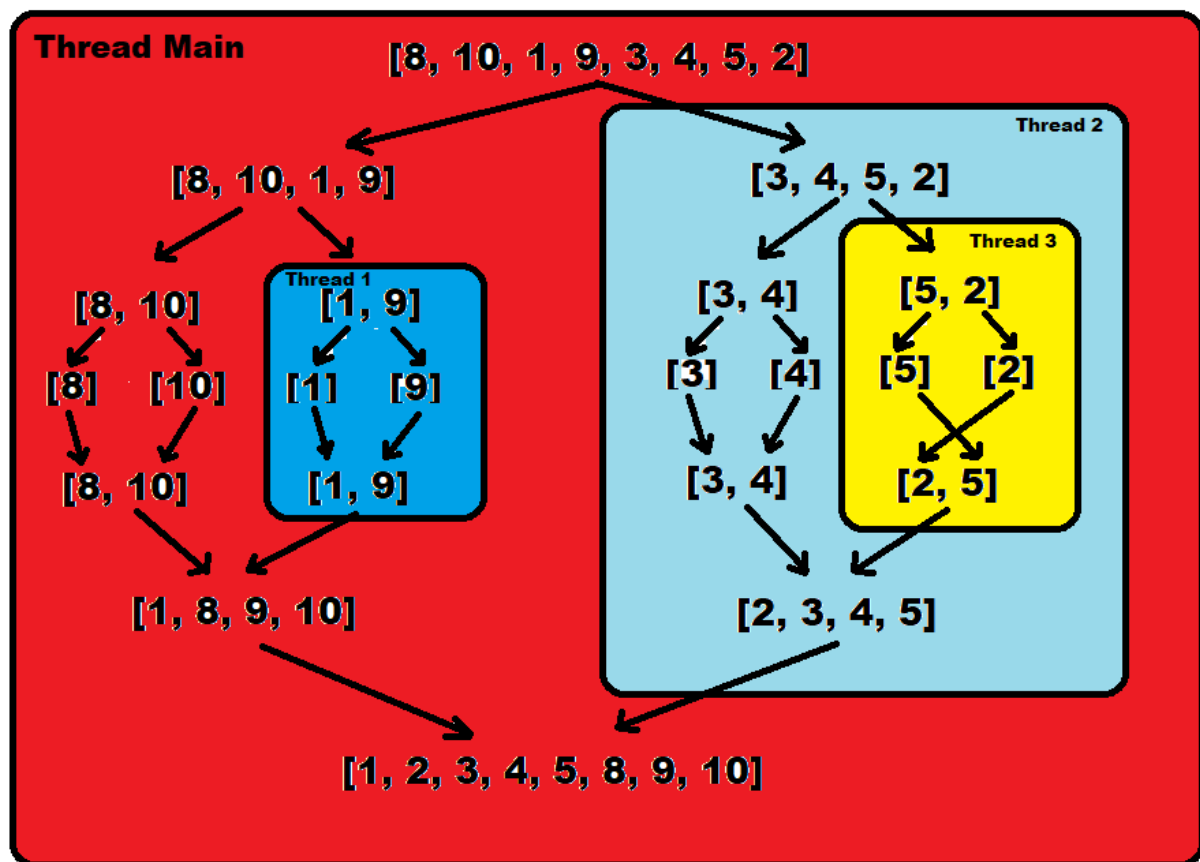 Thread Main
[8, 10, 1, 9, 3, 4, 5, 2]
Thread 2
[8, 10, 1, 9]
[3, 4, 5, 2]
Thread 3
Thread 1
[8, 10]
[1, 9]
[3, 4]
[5, 2]
[8]
[10]
[1]
[9]
[3]
[4]
[5]
[2]
[8, 10]
[1, 9]
[3, 4]
[2, 5]
[1, 8, 9, 10]
[2, 3, 4, 5]
[1, 2, 3, 4, 5, 8, 9, 10]